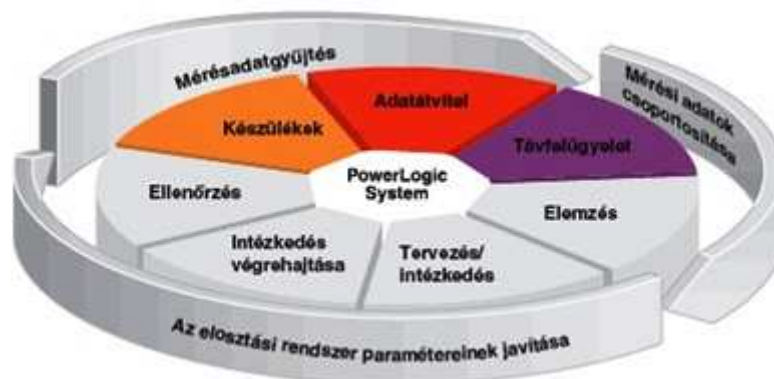 Mérésadatgyűjtés
Mérési adatok
csoportosítása
Adatátvitel
Készülékek
Távfelügyelet
PowerLogic
System
Ellenőrzés
Elemzés
Intézkedés
végrehajtása
Tervezés/
intézkedés
Az elosztási rendszer paramétereinek javítása